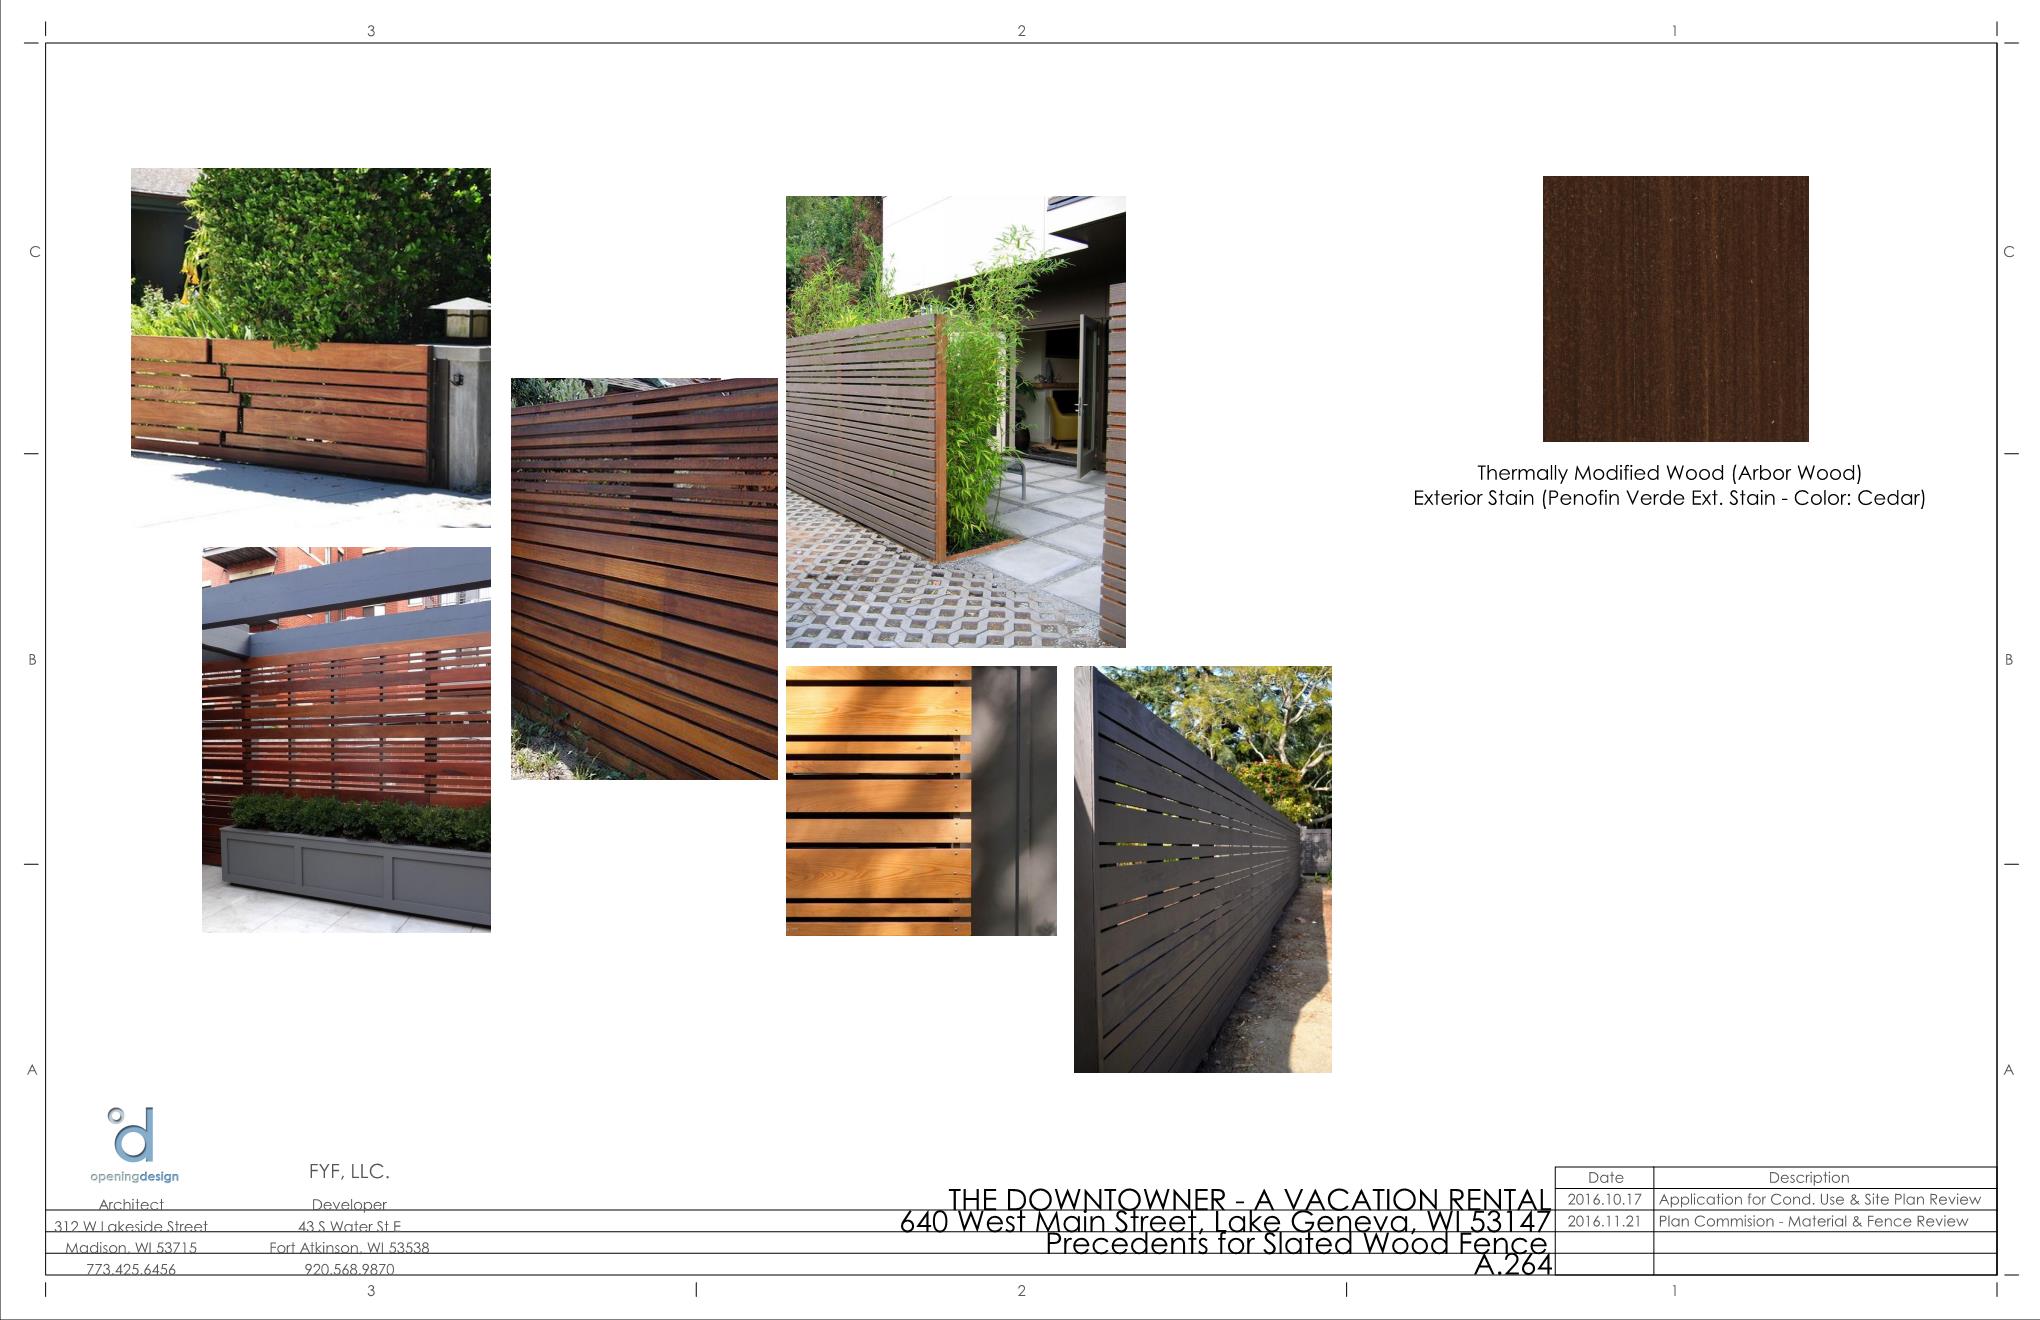 3 2 1
C C
Thermally Modified Wood (Arbor Wood)
Exterior Stain (Penofin Verde Ext. Stain - Color: Cedar)
B B
A A
openingdesign
Architect
312 W Lakeside Street
Madison, WI 53715
773.425.6456
FYF, LLC.
Developer
43 S Water St E
Fort Atkinson, WI 53538
920.568.9870
THE DOWNTOWNER - A VACATION RENTAL
640 West Main Street, Lake Geneva, WI 53147
Precedents for Slated Wood Fence
A.264
Date Description
2016.10.17 Application for Cond. Use & Site Plan Review
2016.11.21 Plan Commision - Material & Fence Review
3 2 1